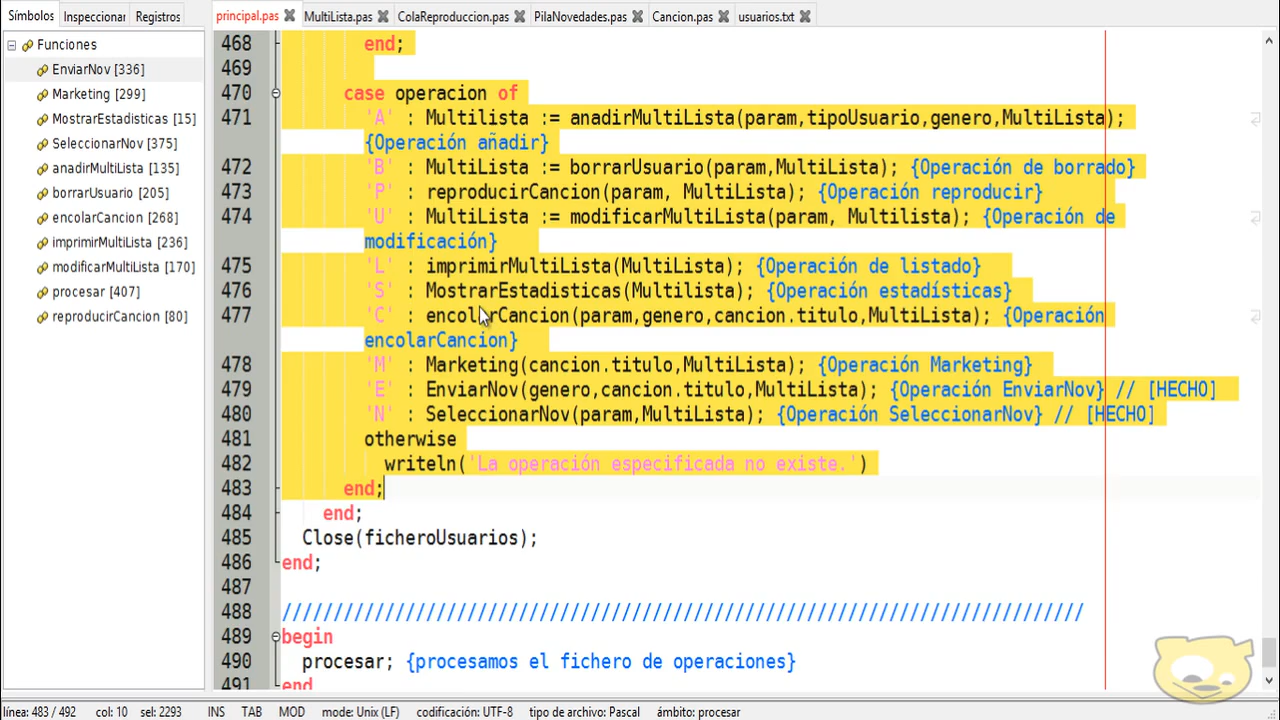 Símbolos Inspeccionar Registros
principal.pas MultiLista.pas ColaReproduccion.pas PilaNovedades.pas Cancion.pas usuarios.txt
Funciones
EnviarNov [336]
Marketing [299]
MostrarEstadisticas [15]
SeleccionarNov [375]
anadirMultiLista [135]
borrarUsuario [205]
encolarCancion [268]
imprimirMultiLista [236]
modificarMultiLista [170]
procesar [407]
reproducirCancion [80]
468 end;
469
470 case operacion of
471 'A' : Multilista := anadirMultiLista(param,tipoUsuario,genero,MultiLista);
{Operación añadir}
472 'B' : MultiLista := borrarUsuario(param,MultiLista); {Operación de borrado}
473 'P' : reproducirCancion(param, MultiLista); {Operación reproducir}
474 'U' : MultiLista := modificarMultiLista(param, Multilista); {Operación de
modificación}
475 'L' : imprimirMultiLista(MultiLista); {Operación de listado}
476 'S' : MostrarEstadisticas(Multilista); {Operación estadísticas}
477 'C' : encolarCancion(param,genero,cancion.titulo,MultiLista); {Operación
encolarCancion}
478 'M' : Marketing(cancion.titulo,MultiLista); {Operación Marketing}
479 'E' : EnviarNov(genero,cancion.titulo,MultiLista); {Operación EnviarNov} // [HECHO]
480 'N' : SeleccionarNov(param,MultiLista); {Operación SeleccionarNov} // [HECHO]
481 otherwise
482 writeln('La operación especificada no existe.')
483 end;
484 end;
485 Close(ficheroUsuarios);
486 end;
487
488 //////////////////////////////////////////////////////////////////////////////
489 begin
490 procesar; {procesamos el fichero de operaciones}
491 end
línea: 483 / 492 col: 10 sel: 2293 INS TAB MOD modo: Unix (LF) codificación: UTF-8 tipo de archivo: Pascal ámbito: procesar